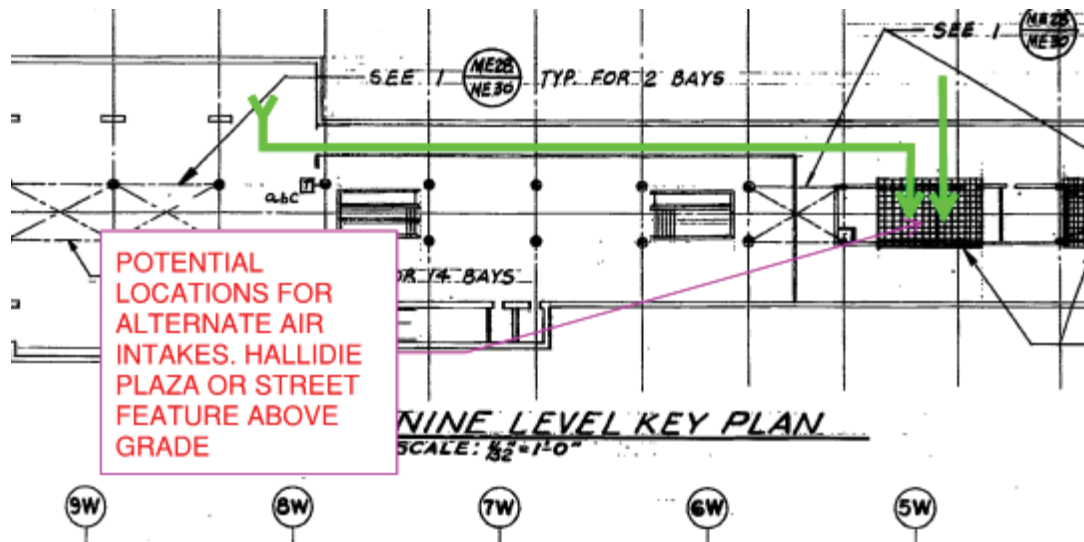 SEE 1 ME28 TYP. FOR 2 BAYS
ME30
SEE 1 ME28
ME30
abc
T
OR 14 BAYS
POTENTIAL
LOCATIONS FOR
ALTERNATE AIR
INTAKES. HALLIDIE
PLAZA OR STREET
FEATURE ABOVE
GRADE
NINE LEVEL KEY PLAN
SCALE: 1/32"=1'-0"
9W 8W 7W 6W 5W